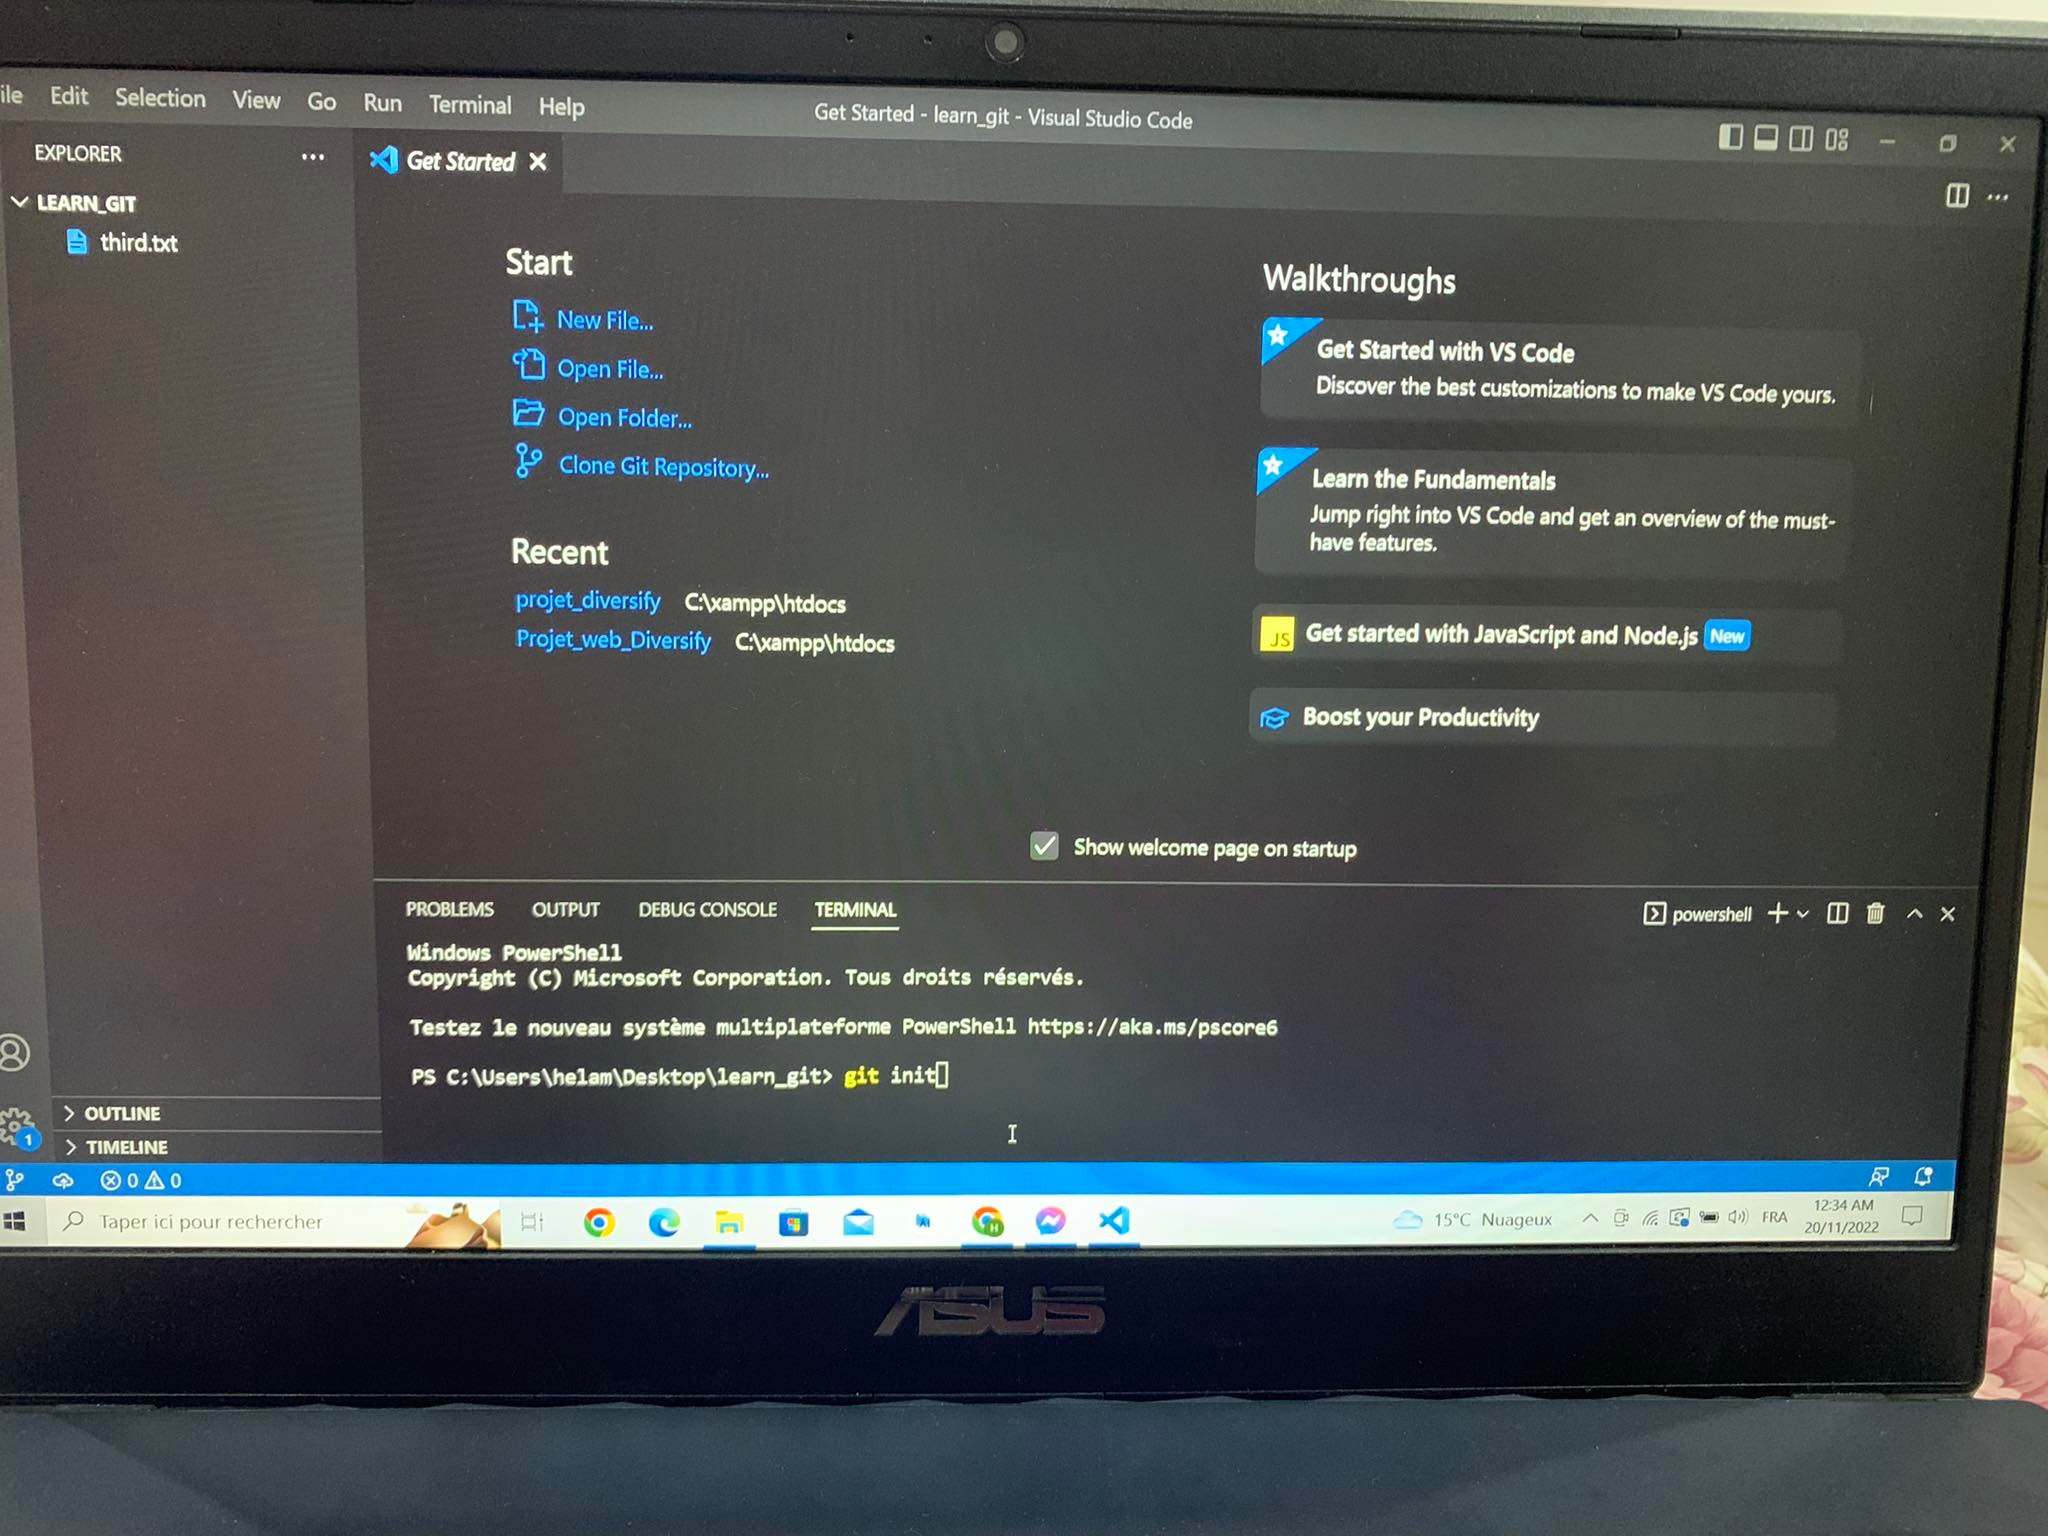 ile Edit Selection View Go Run Terminal Help
Get Started - learn_git - Visual Studio Code
EXPLORER
Get Started
LEARN_GIT
third.txt
Start
New File...
Open File...
Open Folder...
Clone Git Repository...
Recent
projet_diversify C:\xampp\htdocs
Projet_web_Diversify C:\xampp\htdocs
Walkthroughs
Get Started with VS Code
Discover the best customizations to make VS Code yours.
Learn the Fundamentals
Jump right into VS Code and get an overview of the must-
have features.
JS Get started with JavaScript and Node.js New
Boost your Productivity
Show welcome page on startup
PROBLEMS OUTPUT DEBUG CONSOLE TERMINAL
powershell
Windows PowerShell
Copyright (C) Microsoft Corporation. Tous droits réservés.
Testez le nouveau système multiplateforme PowerShell https://aka.ms/pscore6
PS C:\Users\helam\Desktop\learn_git> git init
OUTLINE
1
TIMELINE
0 0
Taper ici pour rechercher
15°C Nuageux
FRA
12:34 AM
20/11/2022
ASUS